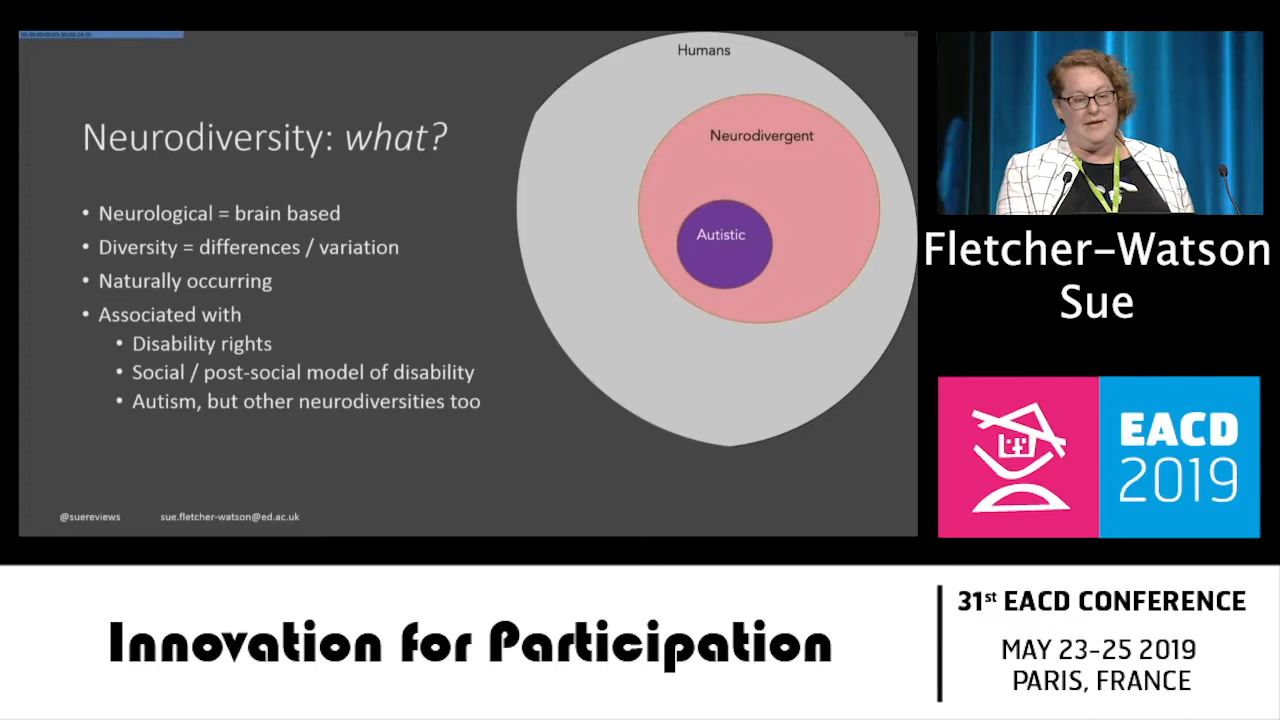 Neurodiversity: what?
• Neurological = brain based
• Diversity = differences / variation
• Naturally occurring
• Associated with
• Disability rights
• Social / post-social model of disability
• Autism, but other neurodiversities too
@suereviews sue.fletcher-watson@ed.ac.uk
Humans
Neurodivergent
Autistic
Fletcher-Watson
Sue
EACD
2019
Innovation for Participation
31st EACD CONFERENCE
MAY 23-25 2019
PARIS, FRANCE